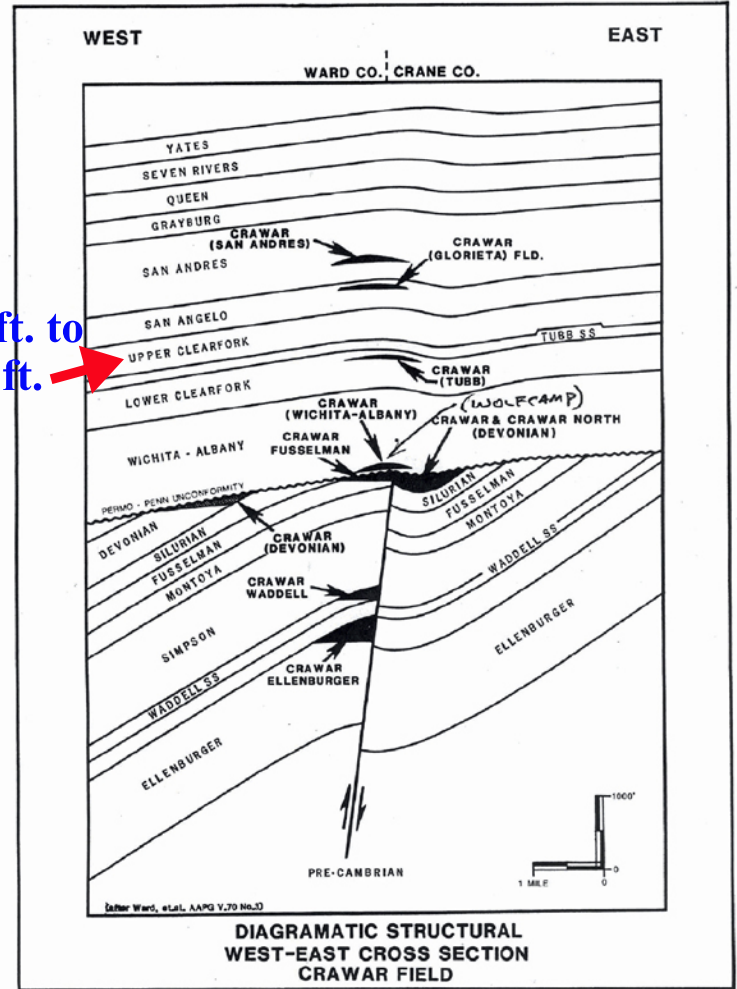 WEST
EAST
WARD CO. CRANE CO.
YATES
SEVEN RIVERS
QUEEN
GRAYBURG
CRAWAR
(SAN ANDRES)
CRAWAR
(GLORIETA) FLD.
SAN ANDRES
SAN ANGELO
ft. to
ft.
UPPER CLEARFORK
TUBB SS
CRAWAR
(TUBB)
LOWER CLEARFORK
CRAWAR
(WICHITA-ALBANY)
(WOLFCAMP)
CRAWAR & CRAWAR NORTH
(DEVONIAN)
CRAWAR
FUSSELMAN
WICHITA - ALBANY
PERMO - PENN UNCONFORMITY
SILURIAN
FUSSELMAN
MONTOYA
DEVONIAN
SILURIAN
FUSSELMAN
MONTOYA
CRAWAR
(DEVONIAN)
WADDELL SS
CRAWAR
WADDELL
ELLENBURGER
SIMPSON
CRAWAR
ELLENBURGER
WADDELL SS
ELLENBURGER
1000'
0
1 MILE
0
PRE-CAMBRIAN
(after Ward, et.al. AAPG V.70 No.3)
DIAGRAMATIC STRUCTURAL
WEST-EAST CROSS SECTION
CRAWAR FIELD